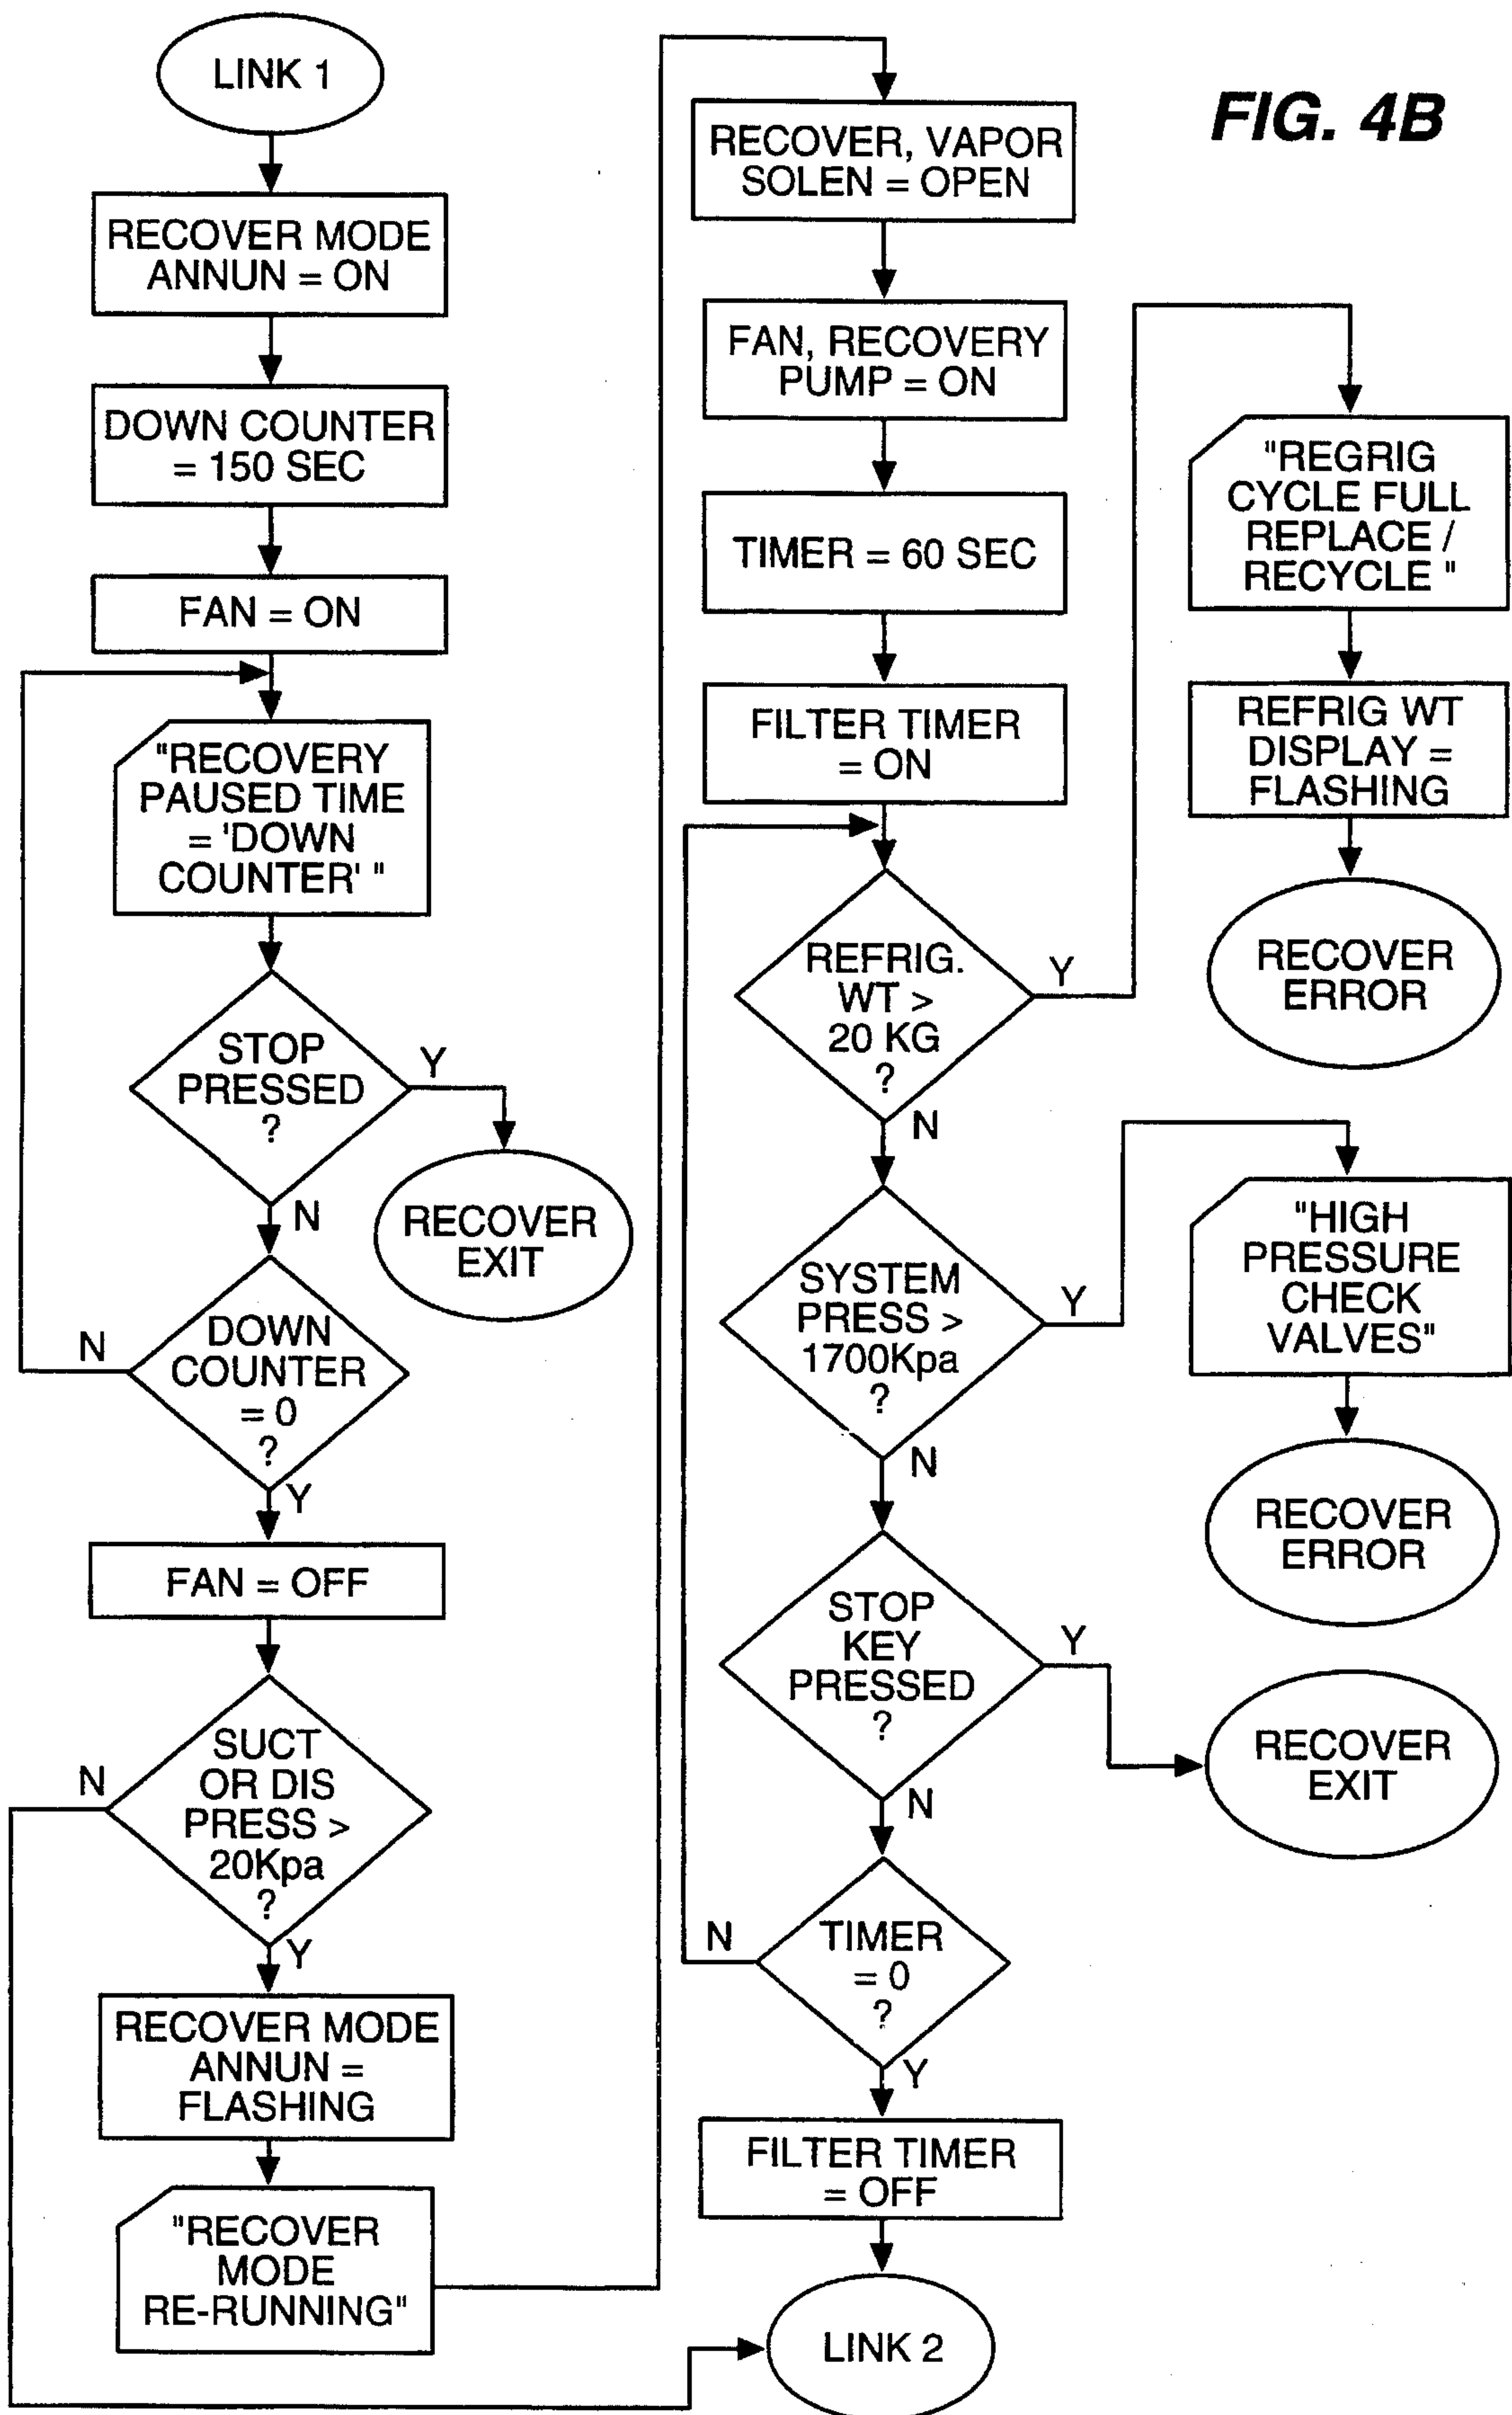 FIG. 4B
LINK 1
RECOVER MODE
ANNUN = ON
DOWN COUNTER
= 150 SEC
FAN = ON
"RECOVERY
PAUSED TIME
= 'DOWN
COUNTER' "
STOP
PRESSED
?
Y
N
RECOVER
EXIT
DOWN
COUNTER
= 0
?
N
Y
FAN = OFF
SUCT
OR DIS
PRESS >
20Kpa
?
N
Y
RECOVER MODE
ANNUN =
FLASHING
"RECOVER
MODE
RE-RUNNING"
RECOVER, VAPOR
SOLEN = OPEN
FAN, RECOVERY
PUMP = ON
TIMER = 60 SEC
FILTER TIMER
= ON
REFRIG.
WT >
20 KG
?
Y
N
"REGRIG
CYCLE FULL
REPLACE /
RECYCLE "
REFRIG WT
DISPLAY =
FLASHING
RECOVER
ERROR
SYSTEM
PRESS >
1700Kpa
?
Y
N
"HIGH
PRESSURE
CHECK
VALVES"
RECOVER
ERROR
STOP
KEY
PRESSED
?
Y
N
RECOVER
EXIT
TIMER
= 0
?
N
Y
FILTER TIMER
= OFF
LINK 2